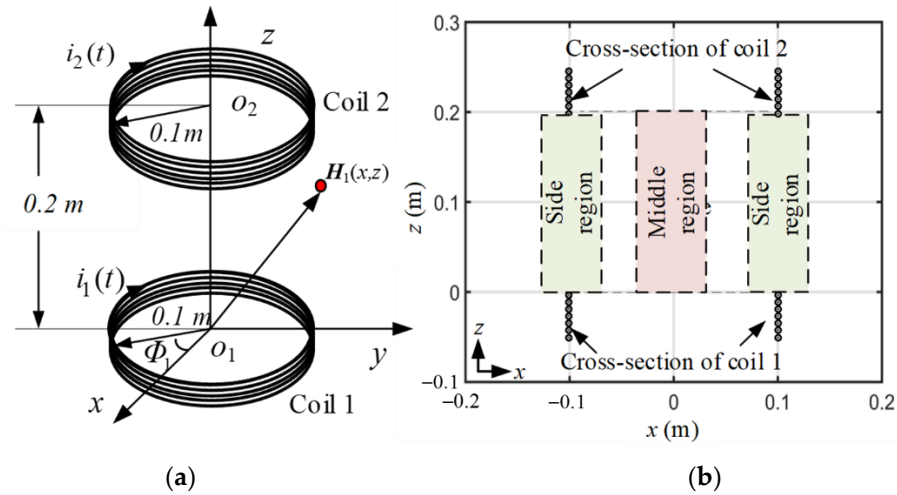 z
i₂(t)
o₂
Coil 2
0.1m
H₁(x,z)
0.2 m
i₁(t)
0.1 m
Φ₁
o₁
y
x
Coil 1
(a)
0.3
Cross-section of coil 2
0.2
z (m)
0.1
Side
region
Middle
region
e
Side
region
0
z
x
Cross-section of coil 1
−0.1
−0.2
−0.1
0
0.1
0.2
x (m)
(b)